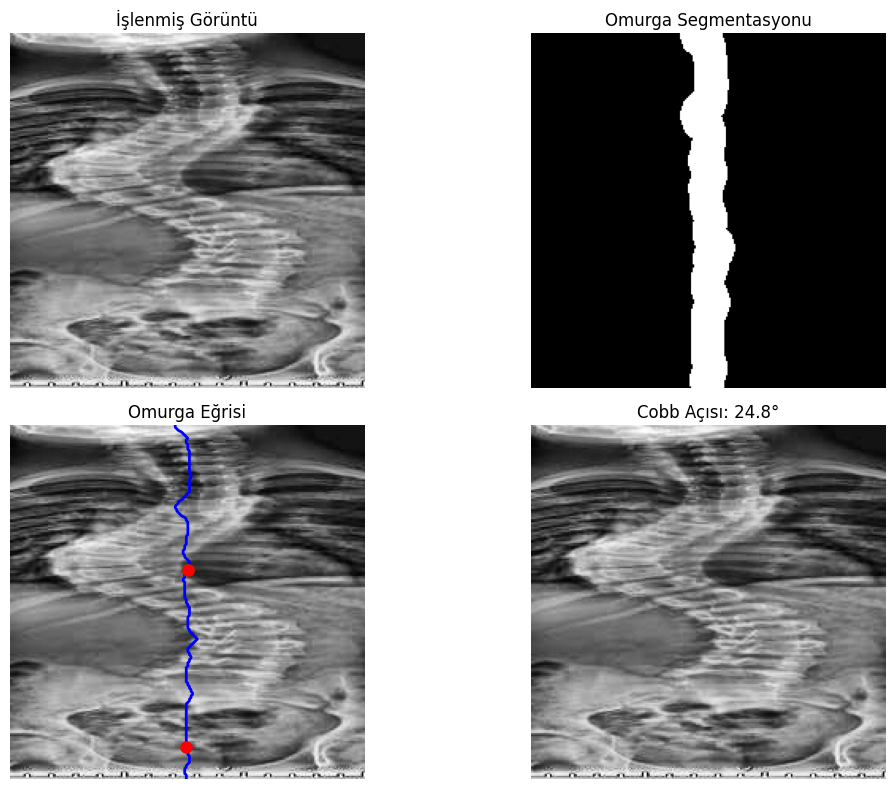 İşlenmiş Görüntü
Omurga Segmentasyonu
Omurga Eğrisi
Cobb Açısı: 24.8°